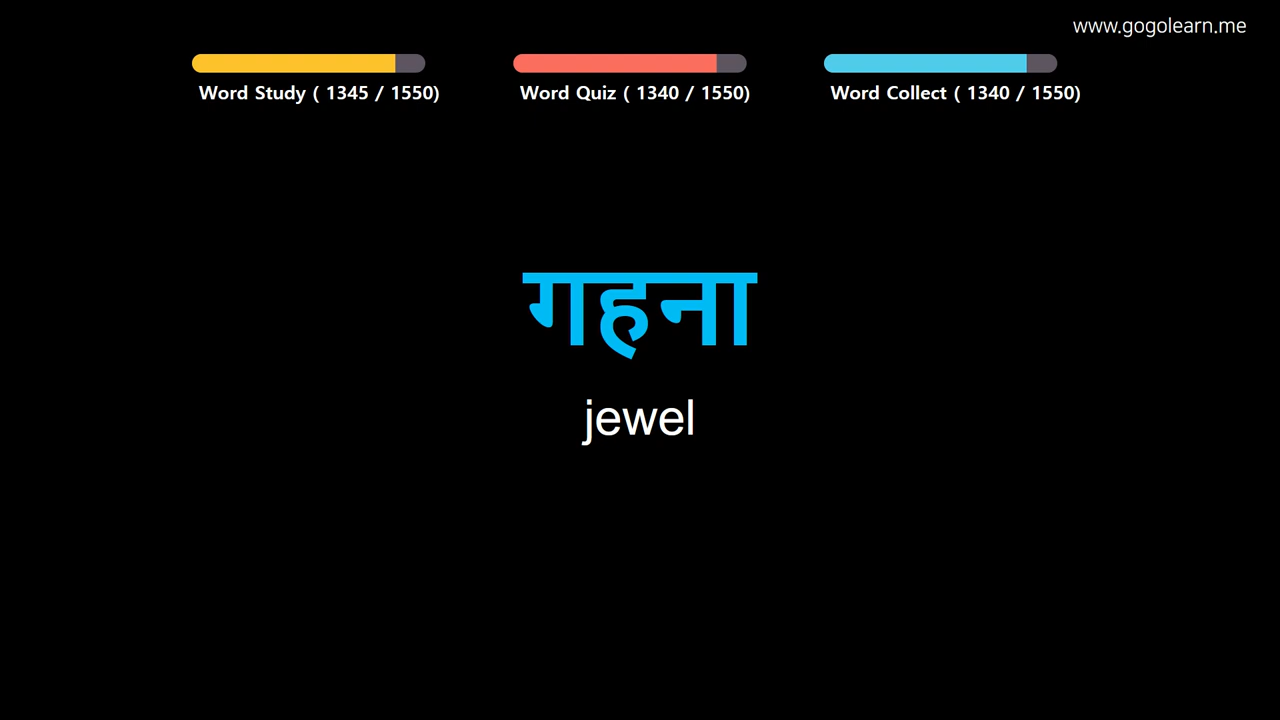 www.gogolearn.me
Word Study ( 1345 / 1550)
Word Quiz ( 1340 / 1550)
Word Collect ( 1340 / 1550)
गहना
jewel